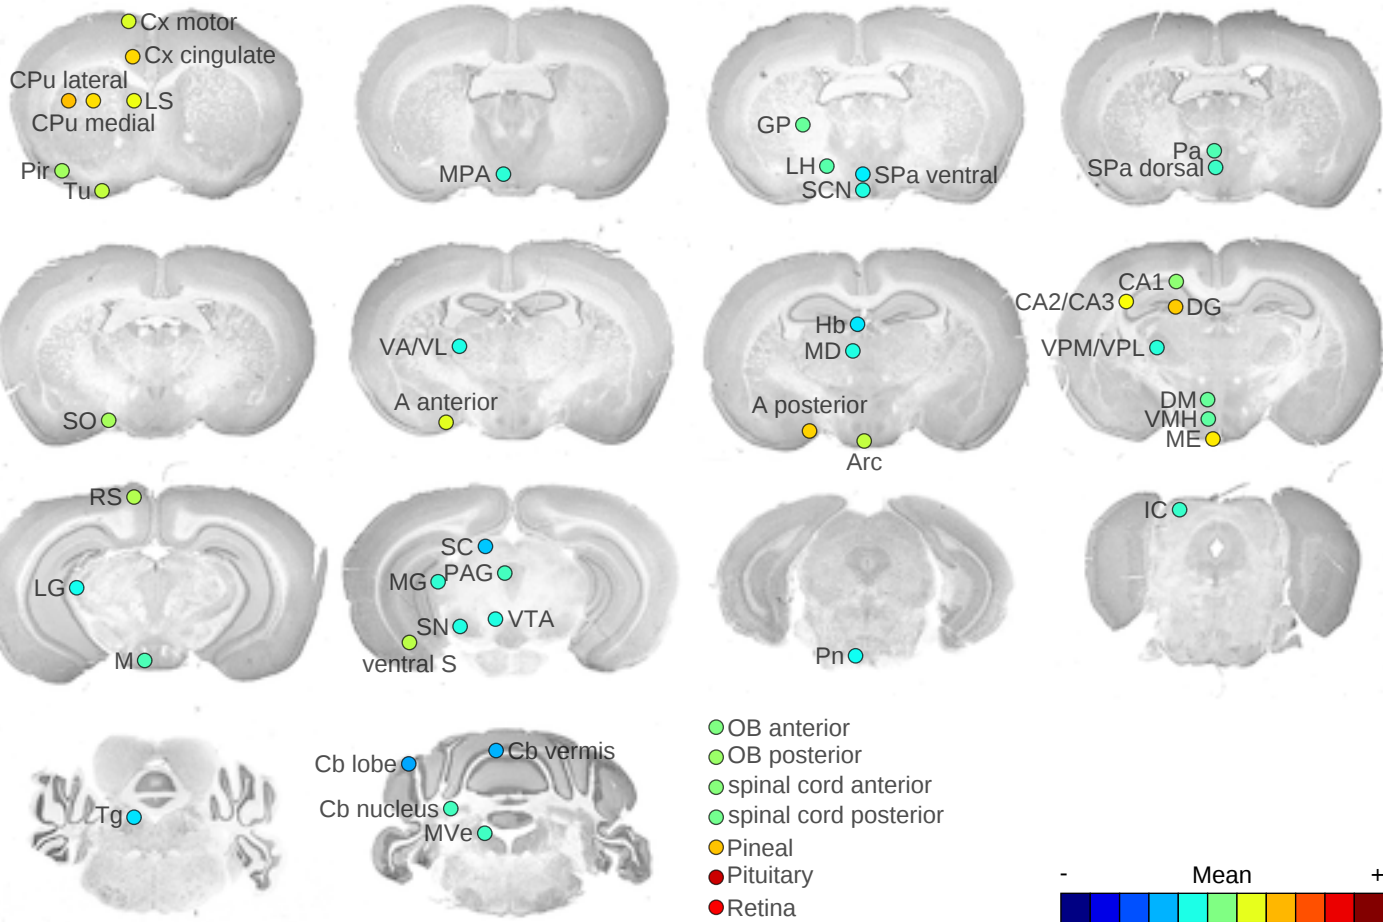 Cx motor
Cx cingulate
CPu lateral
LS
CPu medial
Pir
Tu
MPA
GP
LH
SPa ventral
SCN
Pa
SPa dorsal
SO
VA/VL
A anterior
Hb
MD
A posterior
Arc
CA1
CA2/CA3
DG
VPM/VPL
DM
VMH
ME
RS
LG
M
SC
MG
PAG
SN
VTA
ventral S
Pn
IC
Tg
Cb lobe
Cb vermis
Cb nucleus
MVe
OB anterior
OB posterior
spinal cord anterior
spinal cord posterior
Pineal
Pituitary
Retina
- Mean +